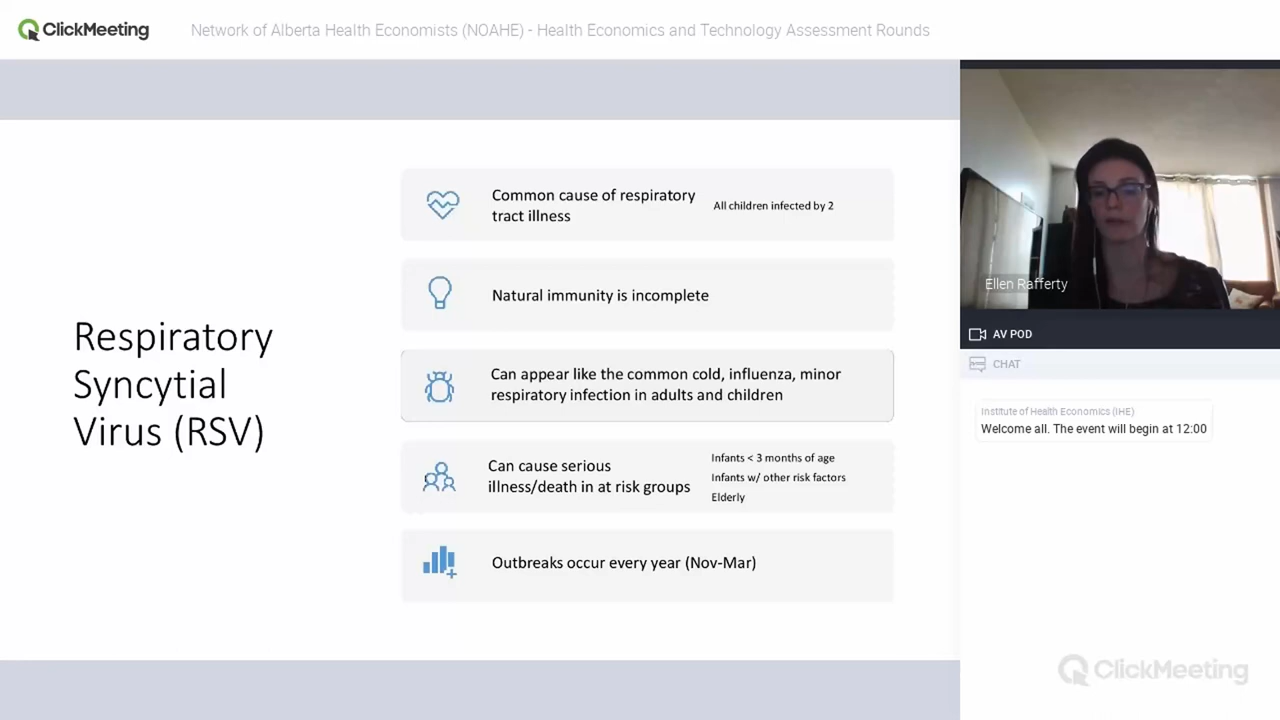 ClickMeeting
Network of Alberta Health Economists (NOAHE) - Health Economics and Technology Assessment Rounds
Respiratory
Syncytial
Virus (RSV)
Common cause of respiratory
tract illness
All children infected by 2
Natural immunity is incomplete
Can appear like the common cold, influenza, minor
respiratory infection in adults and children
Can cause serious
illness/death in at risk groups
Infants < 3 months of age
Infants w/ other risk factors
Elderly
Outbreaks occur every year (Nov-Mar)
Ellen Rafferty
AV POD
CHAT
Institute of Health Economics (IHE)
Welcome all. The event will begin at 12:00
ClickMeeting